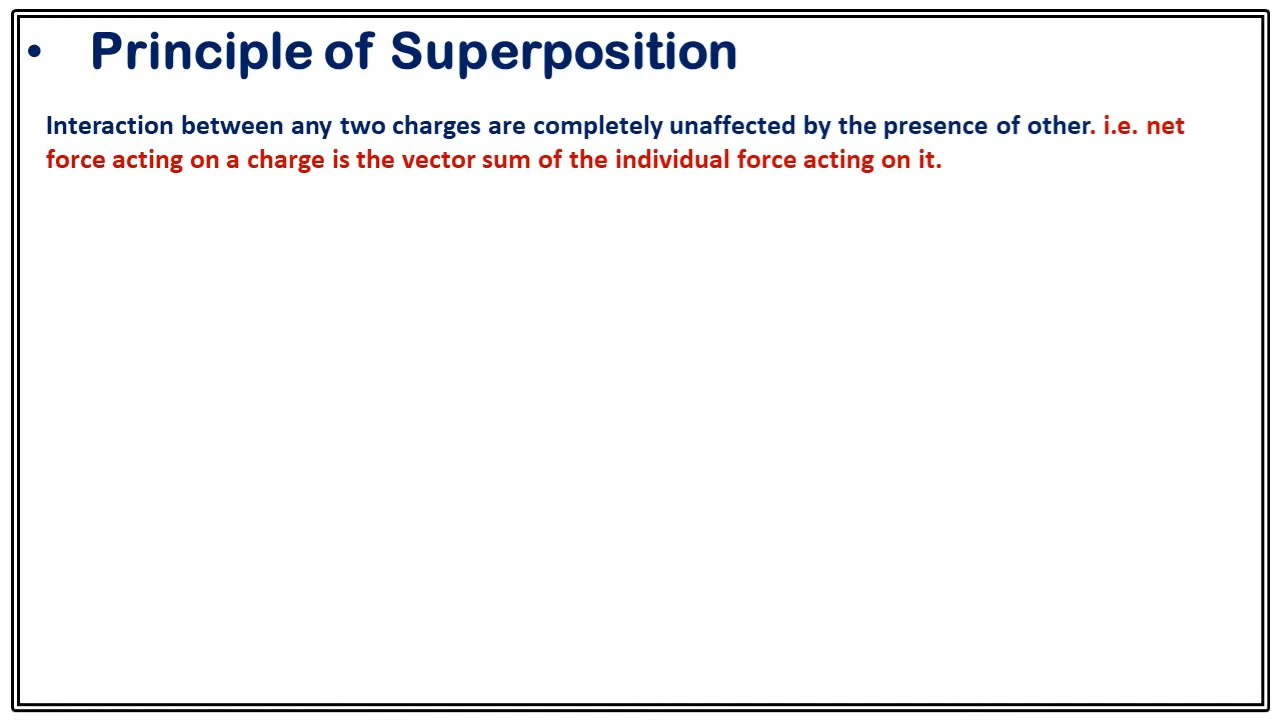 • Principle of Superposition
Interaction between any two charges are completely unaffected by the presence of other. i.e. net
force acting on a charge is the vector sum of the individual force acting on it.